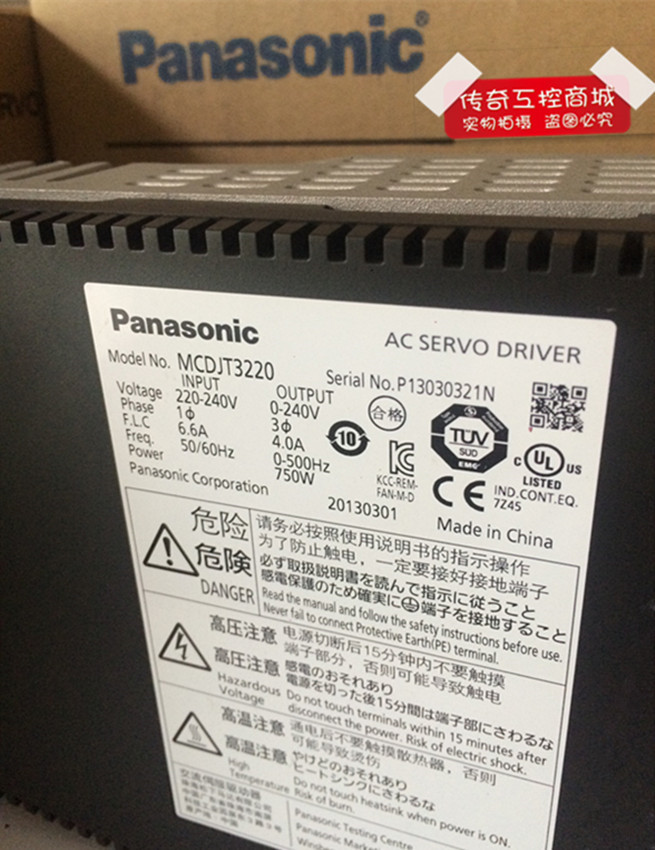 Panasonic®
传奇互控商城
实物拍摄 盗图必究
RVO
Panasonic
AC SERVO DRIVER
Model No. MCDJT3220
Serial No. P13030321N
INPUT OUTPUT
Voltage 220-240V 0-240V
Phase 1ϕ 3ϕ
F.L.C 6.6A 4.0A
Freq. 50/60Hz 0-500Hz
Power 750W
Panasonic Corporation
20130301
合格
10
KCC-REM-
FAN-M-D
TÜV
SÜD
EMC
C UL US
LISTED
IND.CONT.EQ.
7Z45
CE
Made in China
危险
危険
DANGER
请务必按照使用说明书的指示操作
为了防止触电，一定要接好接地端子
必ず取扱説明書を読んで指示に従うこと
感電保護のため確実に端子を接地すること
Read the manual and follow the safety instructions before use.
Never fail to connect Protective Earth(PE) terminal.
高压注意
高圧注意
Hazardous
Voltage
电源切断后15分钟内不要触摸
端子部分，否则可能导致触电
感電のおそれあり
電源を切った後15分間は端子部にさわるな
Do not touch terminals within 15 minutes after
disconnect the power. Risk of electric shock.
高温注意
高温注意
High
Temperature
通电后不要触摸散热器，否则
可能导致烫伤
やけどのおそれあり
ヒートシンクにさわるな
Do not touch heatsink when power is ON.
Risk of burn.
交流伺服驱动器
Panasonic Testing Centre
Panasonic Marke